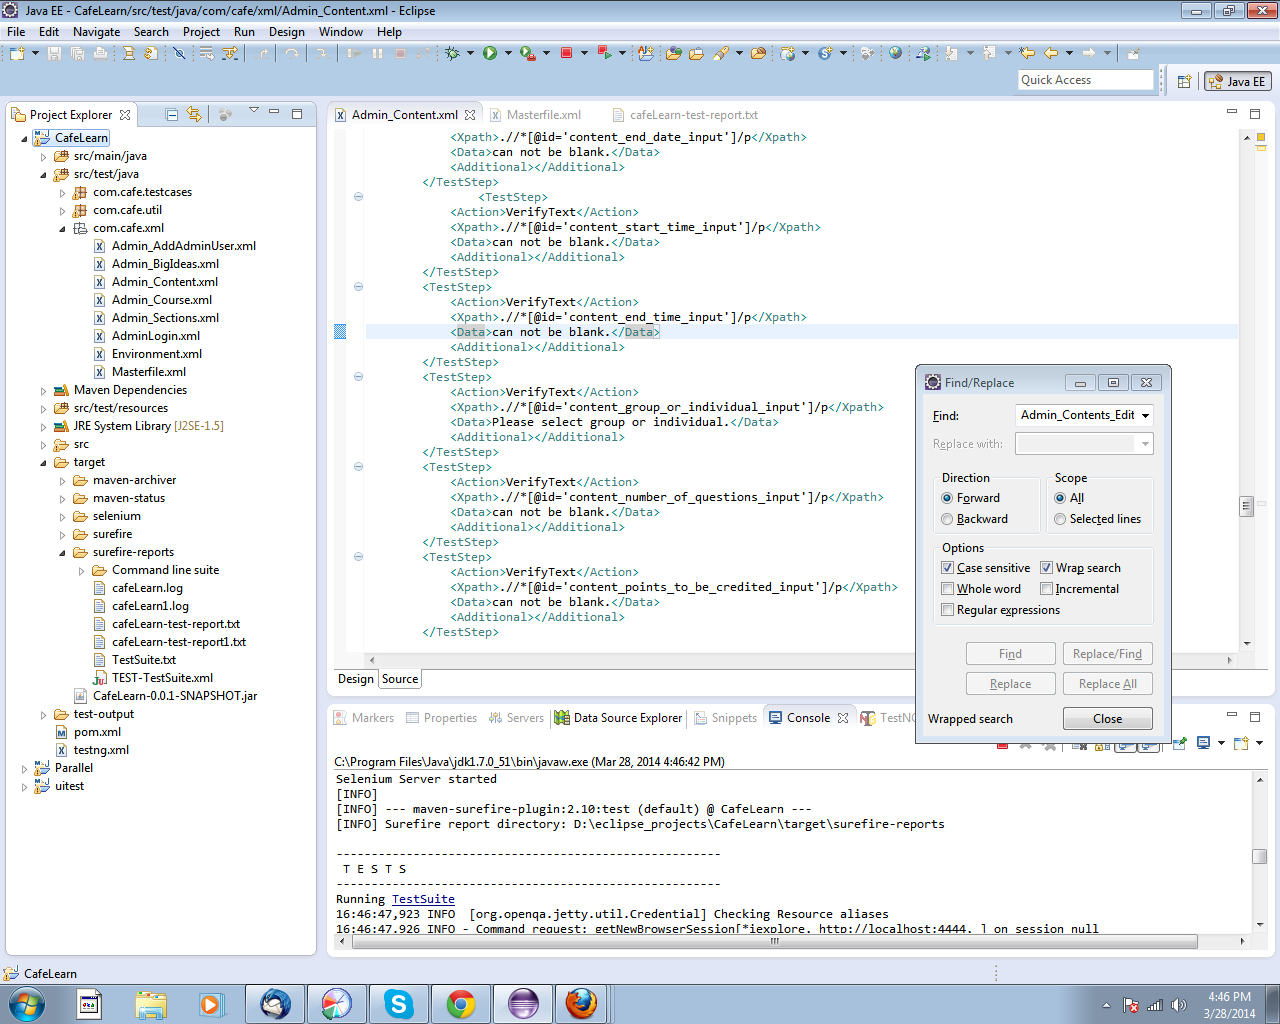 Java EE - CafeLearn/src/test/java/com/cafe/xml/Admin_Content.xml - Eclipse
File Edit Navigate Search Project Run Design Window Help
Quick Access
Java EE
Project Explorer
CafeLearn
src/main/java
src/test/java
com.cafe.testcases
com.cafe.util
com.cafe.xml
Admin_AddAdminUser.xml
Admin_BigIdeas.xml
Admin_Content.xml
Admin_Course.xml
Admin_Sections.xml
AdminLogin.xml
Environment.xml
Masterfile.xml
Maven Dependencies
src/test/resources
JRE System Library [J2SE-1.5]
src
target
maven-archiver
maven-status
selenium
surefire
surefire-reports
Command line suite
cafeLearn.log
cafeLearn1.log
cafeLearn-test-report.txt
cafeLearn-test-report1.txt
TestSuite.txt
TEST-TestSuite.xml
CafeLearn-0.0.1-SNAPSHOT.jar
test-output
pom.xml
testng.xml
Parallel
uitest
Admin_Content.xml Masterfile.xml cafeLearn-test-report.txt
<Xpath>.//*[@id='content_end_date_input']/p</Xpath>
<Data>can not be blank.</Data>
<Additional></Additional>
</TestStep>
<TestStep>
<Action>VerifyText</Action>
<Xpath>.//*[@id='content_start_time_input']/p</Xpath>
<Data>can not be blank.</Data>
<Additional></Additional>
</TestStep>
<TestStep>
<Action>VerifyText</Action>
<Xpath>.//*[@id='content_end_time_input']/p</Xpath>
<Data>can not be blank.</Data>
<Additional></Additional>
</TestStep>
<TestStep>
<Action>VerifyText</Action>
<Xpath>.//*[@id='content_group_or_individual_input']/p</Xpath>
<Data>Please select group or individual.</Data>
<Additional></Additional>
</TestStep>
<TestStep>
<Action>VerifyText</Action>
<Xpath>.//*[@id='content_number_of_questions_input']/p</Xpath>
<Data>can not be blank.</Data>
<Additional></Additional>
</TestStep>
<TestStep>
<Action>VerifyText</Action>
<Xpath>.//*[@id='content_points_to_be_credited_input']/p</Xpath>
<Data>can not be blank.</Data>
<Additional></Additional>
</TestStep>
Design Source
Find/Replace
Find: Admin_Contents_Edit
Replace with:
Direction
Forward
Backward
Scope
All
Selected lines
Options
Case sensitive Wrap search
Whole word Incremental
Regular expressions
Find Replace/Find
Replace Replace All
Wrapped search Close
Markers Properties Servers Data Source Explorer Snippets Console TestN
C:\Program Files\Java\jdk1.7.0_51\bin\javaw.exe (Mar 28, 2014 4:46:42 PM)
Selenium Server started
[INFO]
[INFO] --- maven-surefire-plugin:2.10:test (default) @ CafeLearn ---
[INFO] Surefire report directory: D:\eclipse_projects\CafeLearn\target\surefire-reports
-------------------------------------------------------
T E S T S
-------------------------------------------------------
Running TestSuite
16:46:47,923 INFO [org.openqa.jetty.util.Credential] Checking Resource aliases
16:46:47,926 INFO - Command request: getNewBrowserSession[*iexplore, http://localhost:4444, ] on session null
CafeLearn
4:46 PM
3/28/2014